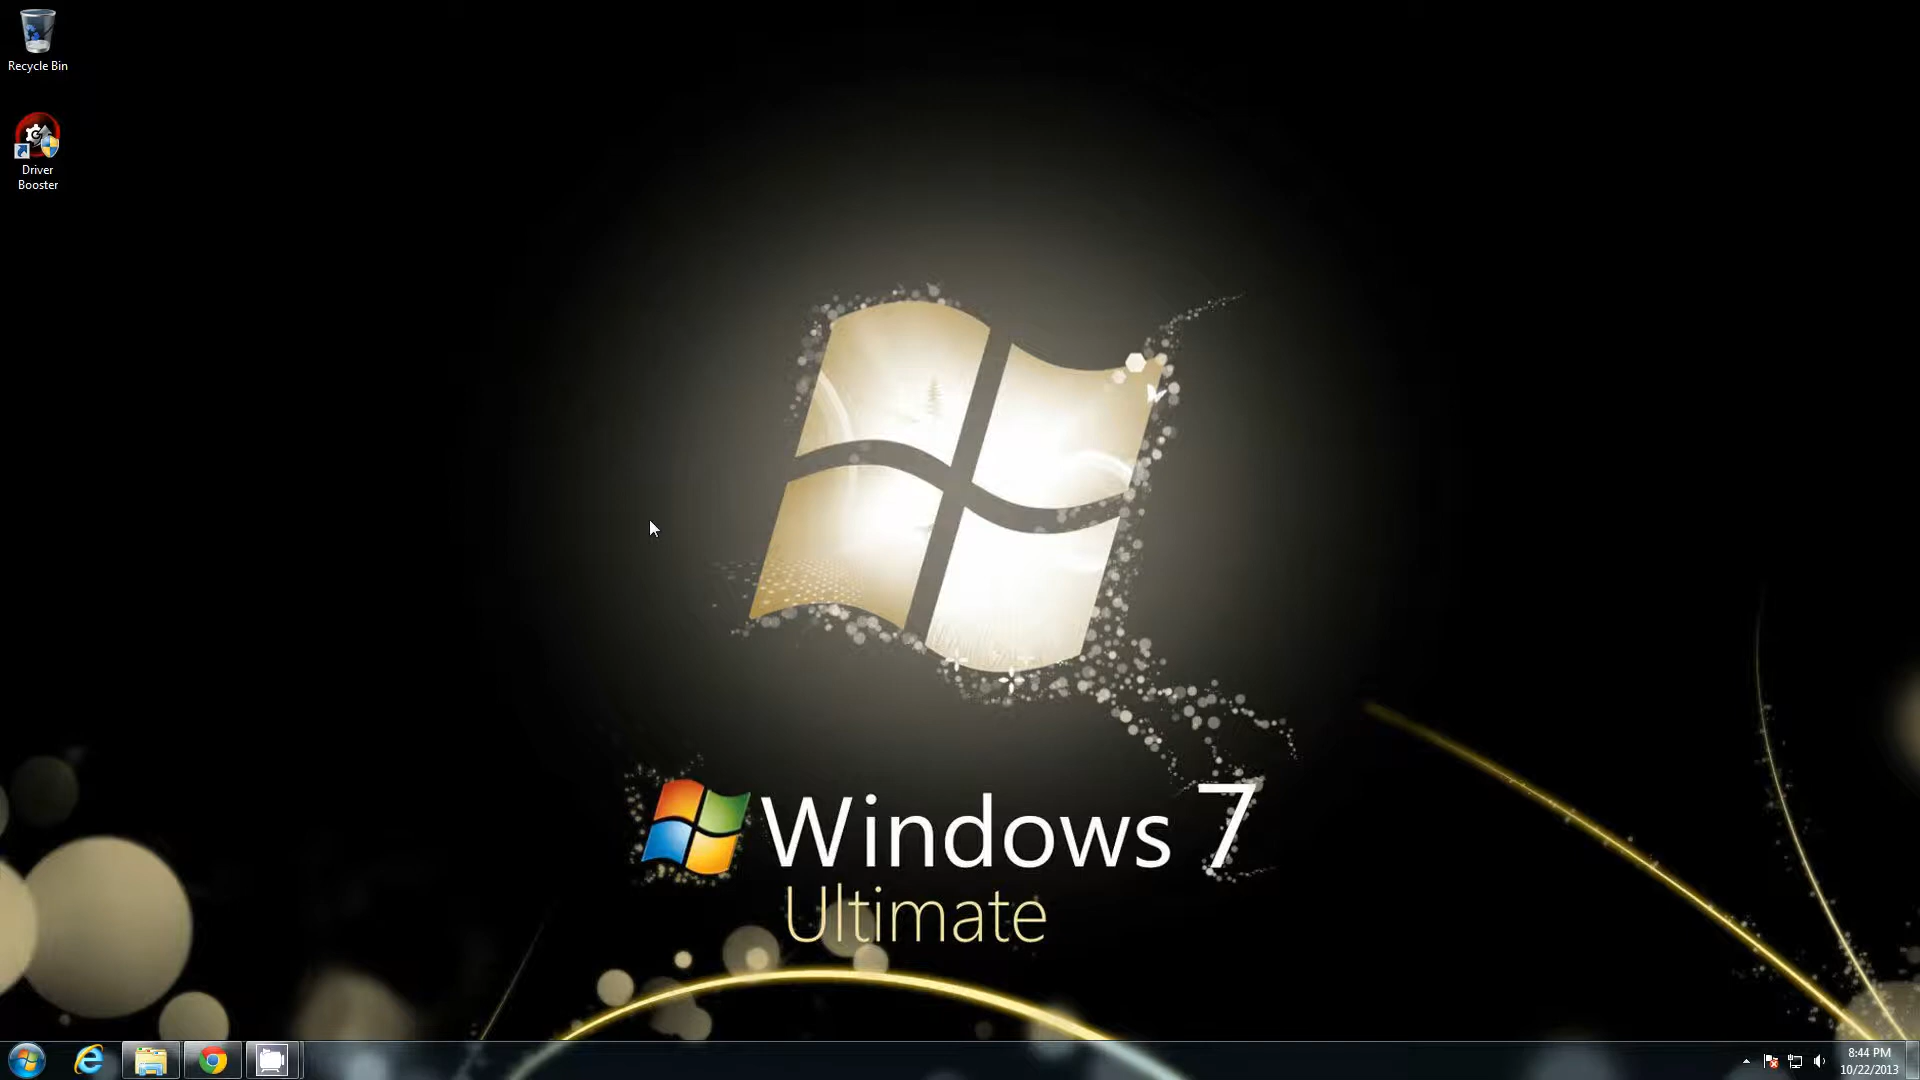 Recycle Bin
Driver
Booster
Windows 7
Ultimate
8:44 PM
10/22/2013